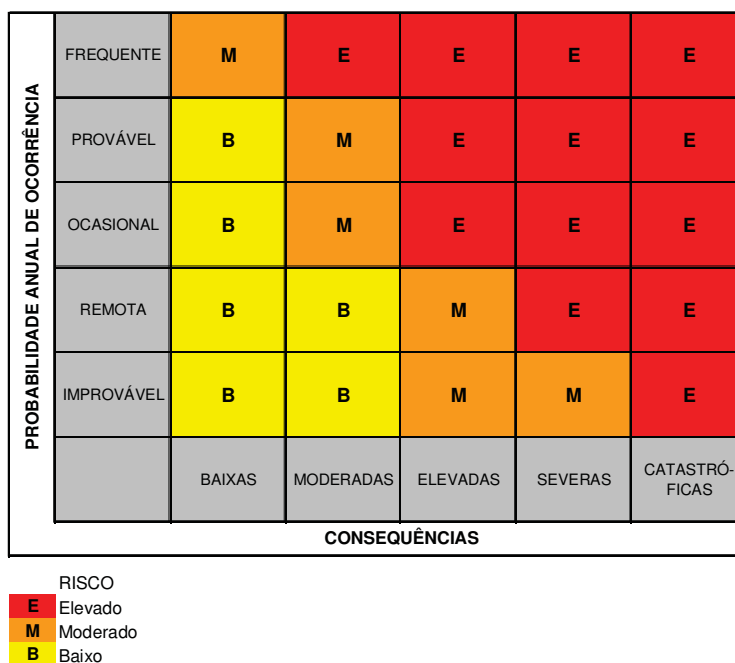 PROBABILIDADE ANUAL DE OCORRÊNCIA
FREQUENTE M E E E E
PROVÁVEL B M E E E
OCASIONAL B M E E E
REMOTA B B M E E
IMPROVÁVEL B B M M E
BAIXAS MODERADAS ELEVADAS SEVERAS CATASTRÓ-
FICAS
CONSEQUÊNCIAS
RISCO
E Elevado
M Moderado
B Baixo